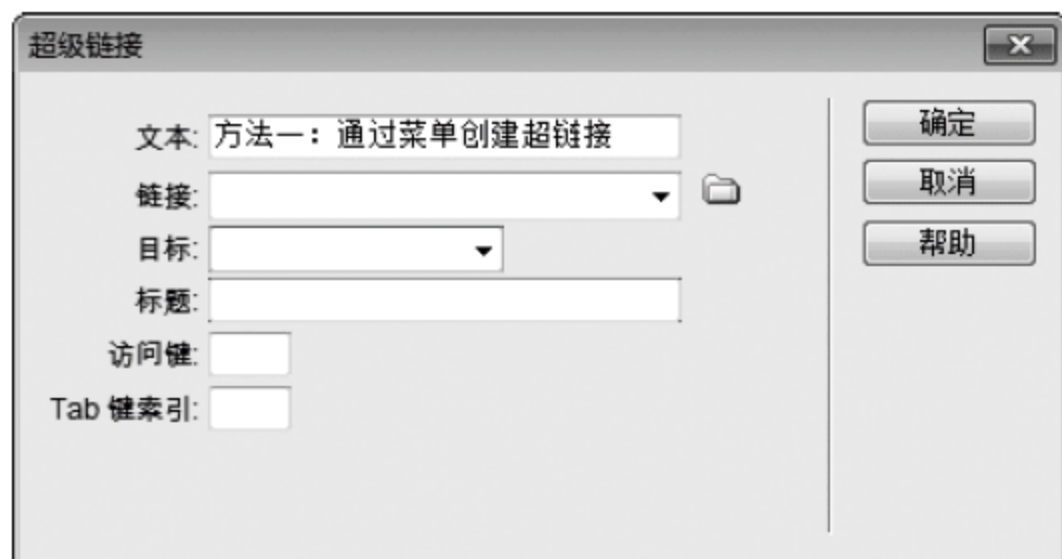 超级链接
文本: 方法一：通过菜单创建超链接
链接:
目标:
标题:
访问键:
Tab 键索引:
确定
取消
帮助